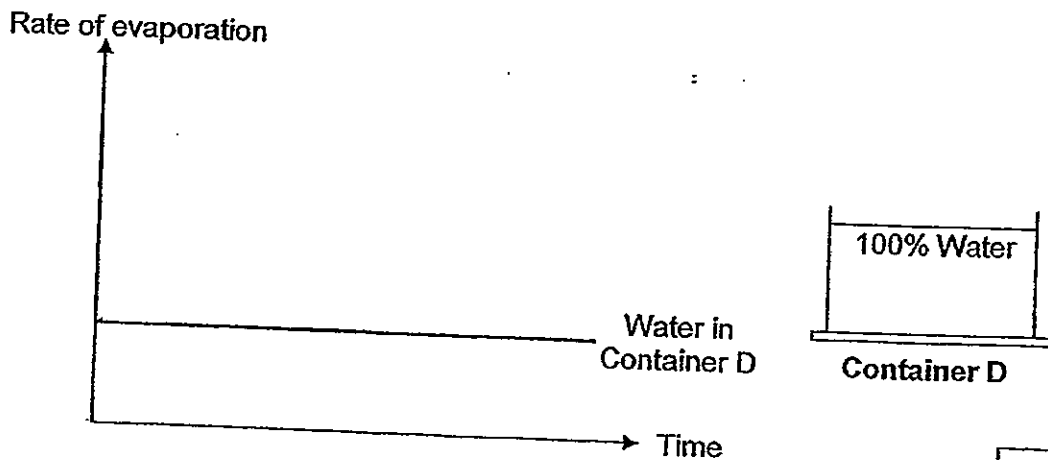 Rate of evaporation
100% Water
Water in
Container D
Container D
Time